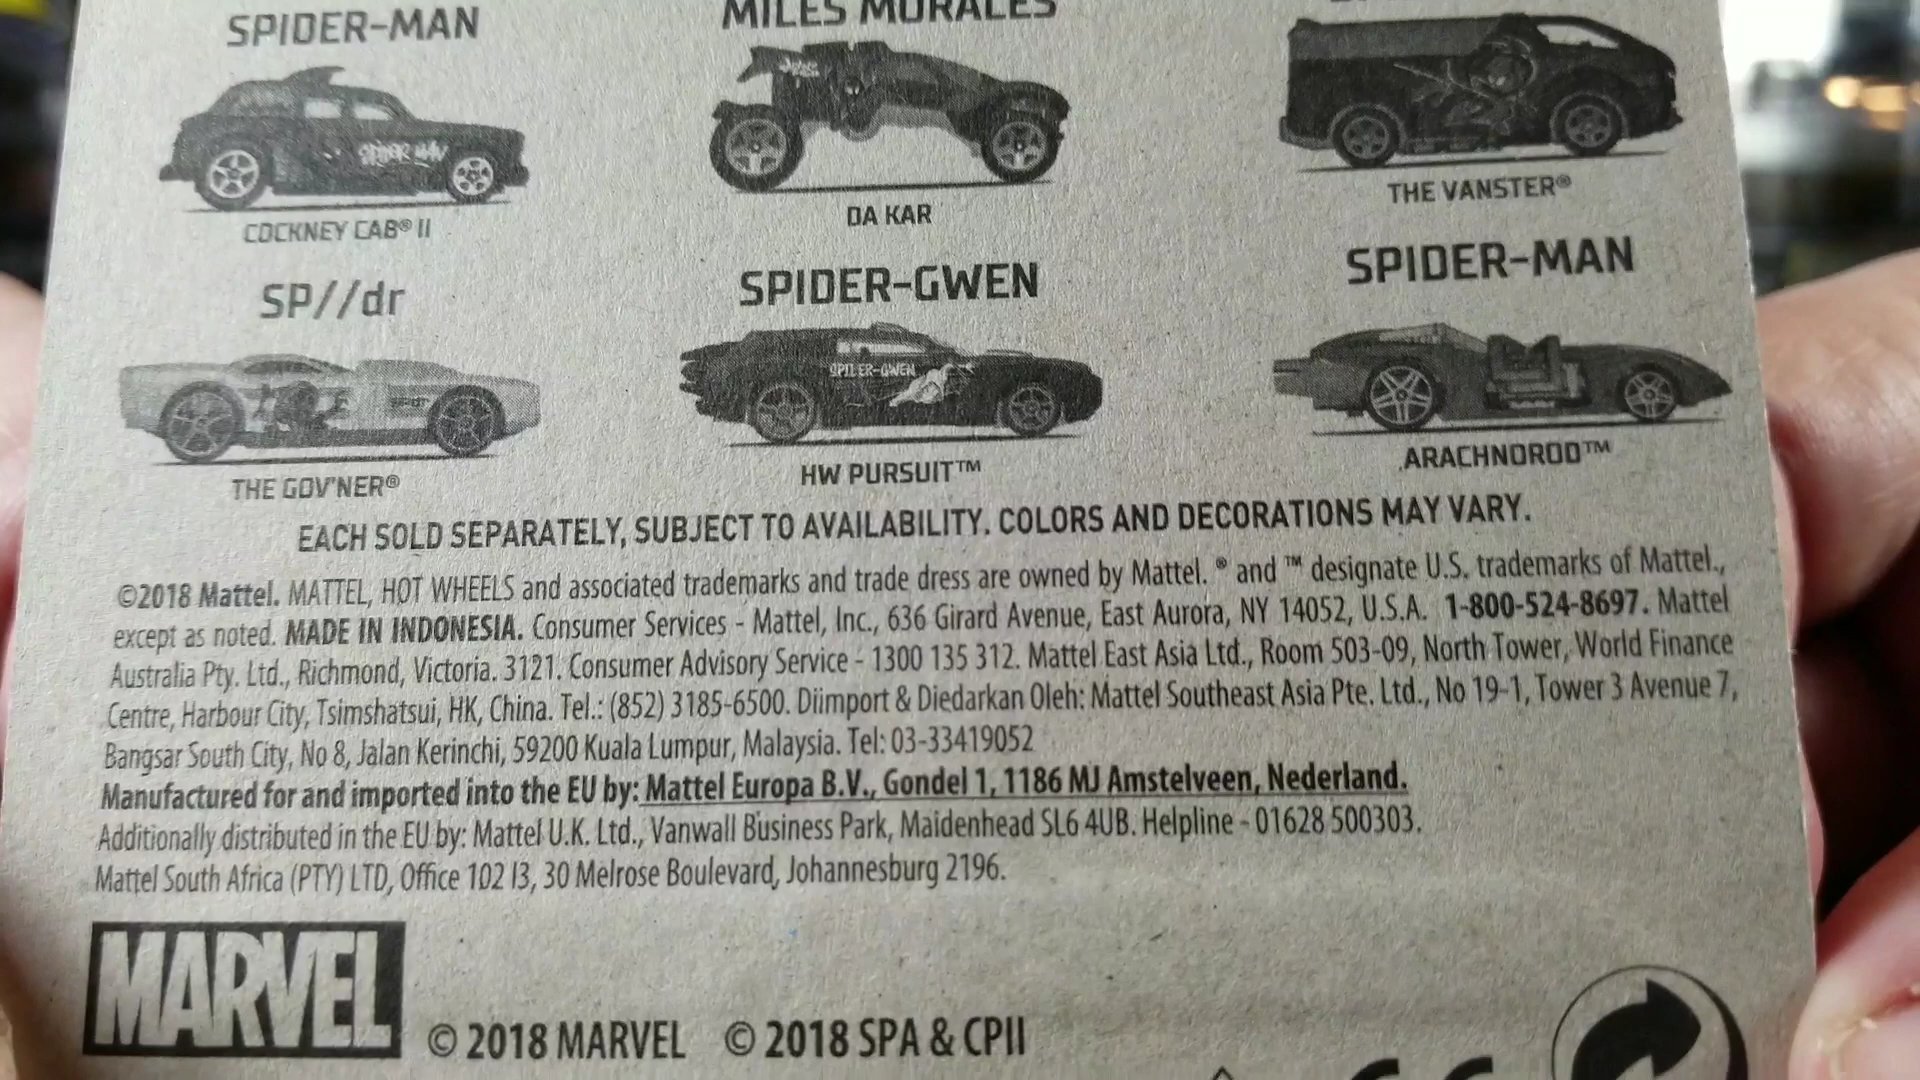 SPIDER-MAN
MILES MORALES
COCKNEY CAB® II
DA KAR
THE VANSTER®
SP//dr
SPIDER-GWEN
SPIDER-MAN
SPIDER-GWEN
THE GOV'NER®
HW PURSUIT™
ARACHNOROD™
EACH SOLD SEPARATELY, SUBJECT TO AVAILABILITY. COLORS AND DECORATIONS MAY VARY.
©2018 Mattel. MATTEL, HOT WHEELS and associated trademarks and trade dress are owned by Mattel. ® and ™ designate U.S. trademarks of Mattel.,
except as noted. MADE IN INDONESIA. Consumer Services - Mattel, Inc., 636 Girard Avenue, East Aurora, NY 14052, U.S.A. 1-800-524-8697. Mattel
Australia Pty. Ltd., Richmond, Victoria. 3121. Consumer Advisory Service - 1300 135 312. Mattel East Asia Ltd., Room 503-09, North Tower, World Finance
Centre, Harbour City, Tsimshatsui, HK, China. Tel.: (852) 3185-6500. Diimport & Diedarkan Oleh: Mattel Southeast Asia Pte. Ltd., No 19-1, Tower 3 Avenue 7,
Bangsar South City, No 8, Jalan Kerinchi, 59200 Kuala Lumpur, Malaysia. Tel: 03-33419052
Manufactured for and imported into the EU by: Mattel Europa B.V., Gondel 1, 1186 MJ Amstelveen, Nederland.
Additionally distributed in the EU by: Mattel U.K. Ltd., Vanwall Business Park, Maidenhead SL6 4UB. Helpline - 01628 500303.
Mattel South Africa (PTY) LTD, Office 102 I3, 30 Melrose Boulevard, Johannesburg 2196.
MARVEL
© 2018 MARVEL © 2018 SPA & CPII